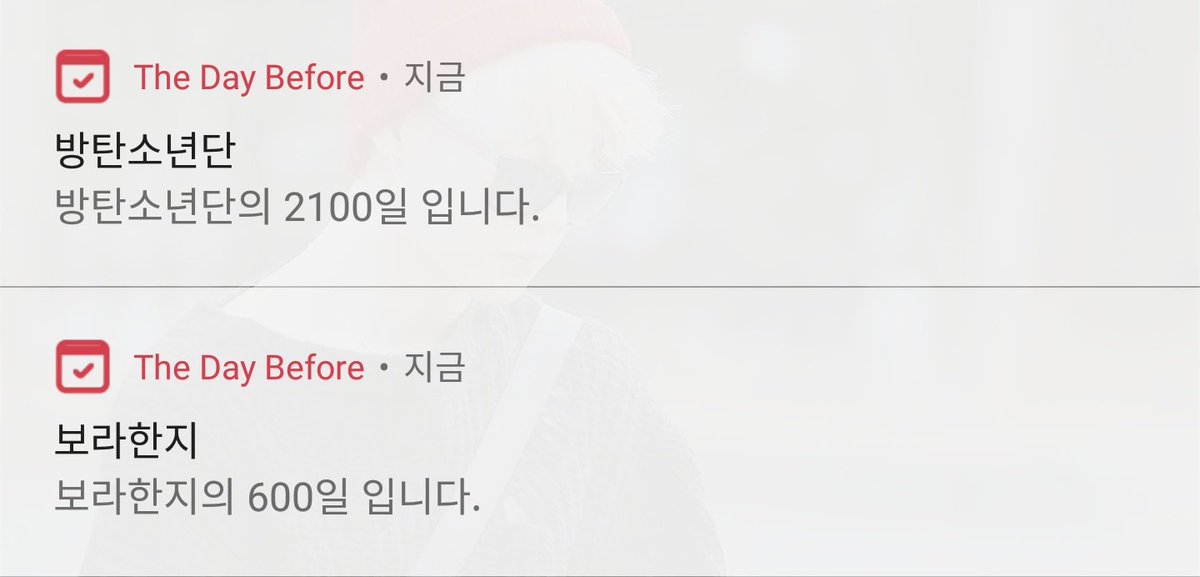 The Day Before • 지금
방탄소년단
방탄소년단의 2100일 입니다.
The Day Before • 지금
보라한지
보라한지의 600일 입니다.